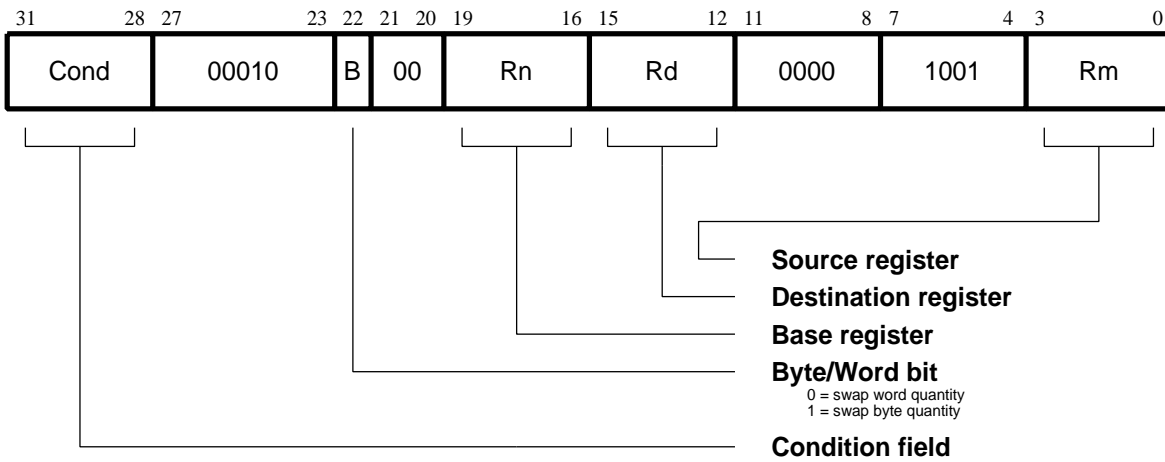 31 28 27 23 22 21 20 19 16 15 12 11 8 7 4 3 0
Cond 00010 B 00 Rn Rd 0000 1001 Rm
Source register
Destination register
Base register
Byte/Word bit
0 = swap word quantity
1 = swap byte quantity
Condition field